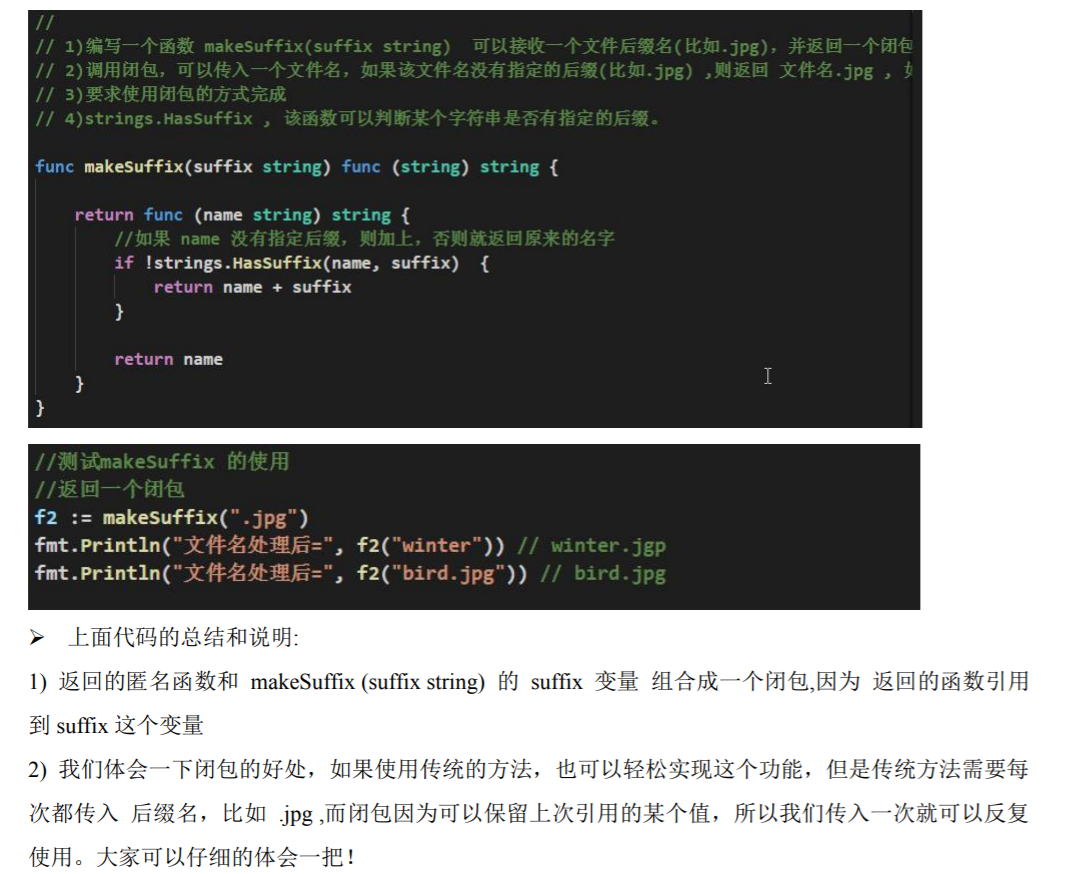 //
// 1)编写一个函数 makeSuffix(suffix string)  可以接收一个文件后缀名(比如.jpg)，并返回一个闭包
// 2)调用闭包，可以传入一个文件名，如果该文件名没有指定的后缀(比如.jpg) ,则返回 文件名.jpg ,
// 3)要求使用闭包的方式完成
// 4)strings.HasSuffix , 该函数可以判断某个字符串是否有指定的后缀。
func makeSuffix(suffix string) func (string) string {
return func (name string) string {
//如果 name 没有指定后缀，则加上，否则就返回原来的名字
if !strings.HasSuffix(name, suffix)  {
return name + suffix
}
return name
}
}
//测试makeSuffix 的使用
//返回一个闭包
f2 := makeSuffix(".jpg")
fmt.Println("文件名处理后=", f2("winter")) // winter.jgp
fmt.Println("文件名处理后=", f2("bird.jpg")) // bird.jpg
➢ 上面代码的总结和说明:
1) 返回的匿名函数和 makeSuffix (suffix string) 的 suffix 变量 组合成一个闭包,因为 返回的函数引用
到 suffix 这个变量
2) 我们体会一下闭包的好处，如果使用传统的方法，也可以轻松实现这个功能，但是传统方法需要每
次都传入 后缀名，比如 .jpg ,而闭包因为可以保留上次引用的某个值，所以我们传入一次就可以反复
使用。大家可以仔细的体会一把！